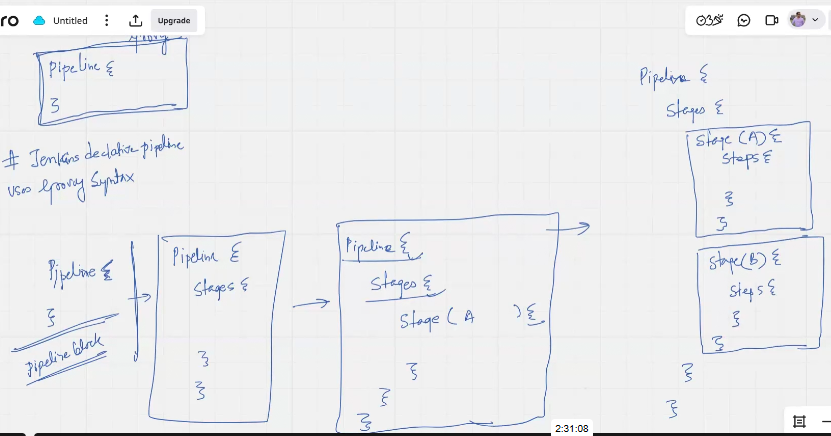 ro
Untitled
Upgrade
Pipeline {
}
# Jenkins declative pipeline
uses Groovy Syntax
Pipeline {
}
Pipeline block
Pipeline {
Stages {
}
}
Pipeline {
Stages {
Stage ( A ) {
}
}
}
Pipeline {
Stages {
Stage (A) {
Steps {
}
}
Stage (B) {
Steps {
}
}
}
}
2:31:08